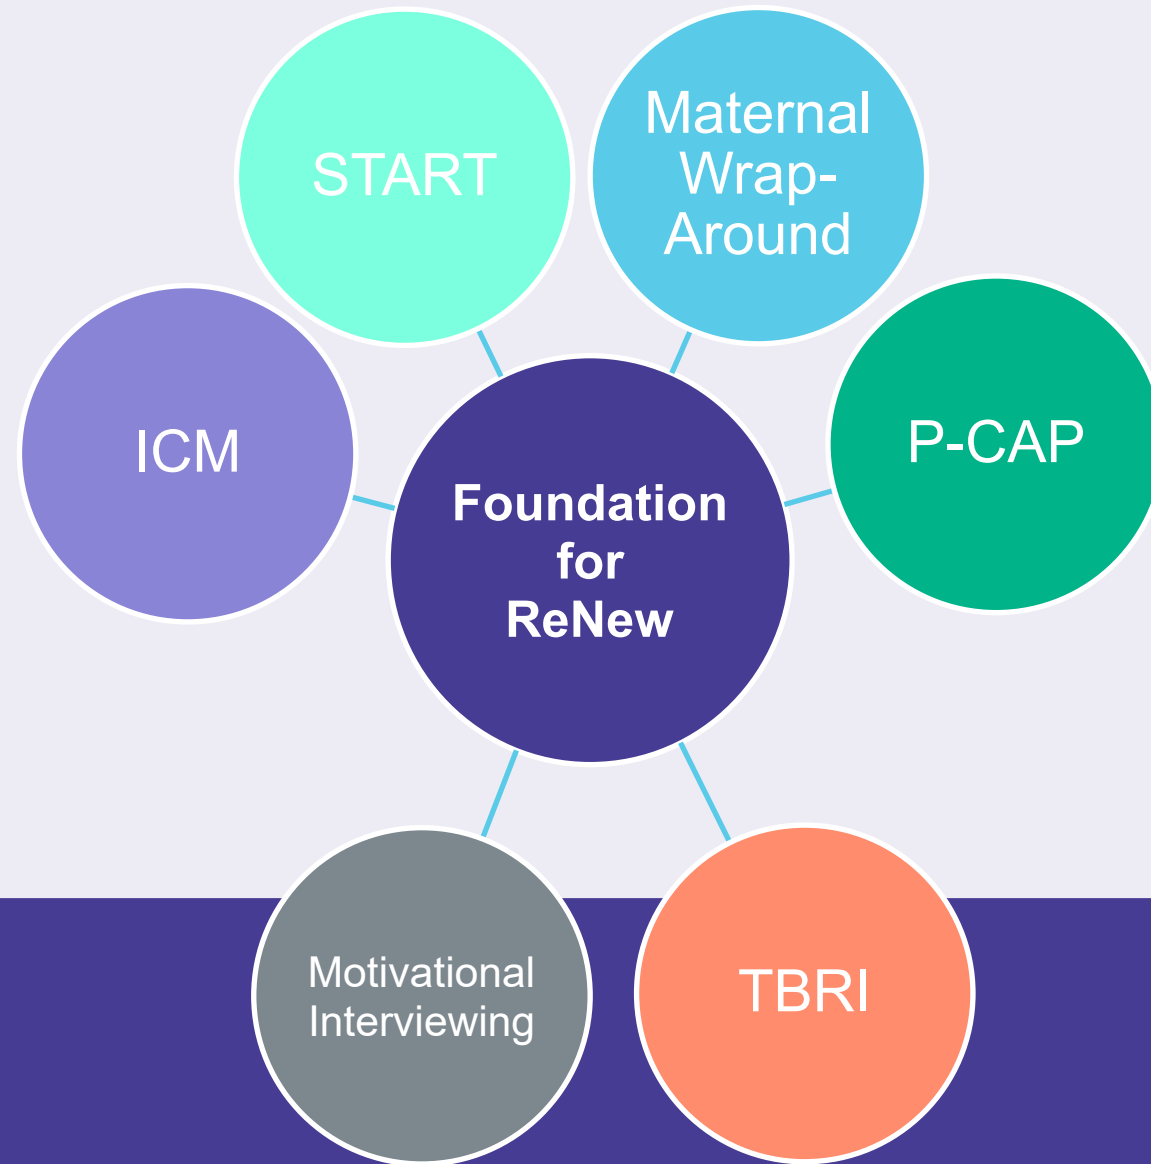 START
Maternal
Wrap-
Around
ICM
P-CAP
Foundation
for
ReNew
Motivational
Interviewing
TBRI